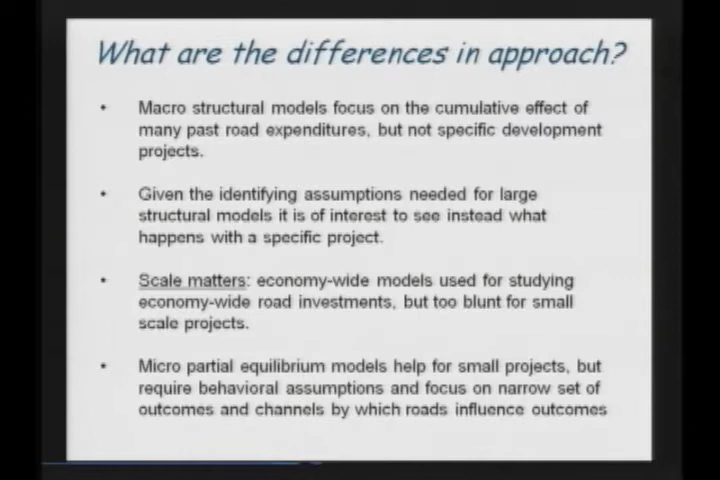 What are the differences in approach?
• Macro structural models focus on the cumulative effect of
many past road expenditures, but not specific development
projects.
• Given the identifying assumptions needed for large
structural models it is of interest to see instead what
happens with a specific project.
• Scale matters: economy-wide models used for studying
economy-wide road investments, but too blunt for small
scale projects.
• Micro partial equilibrium models help for small projects, but
require behavioral assumptions and focus on narrow set of
outcomes and channels by which roads influence outcomes